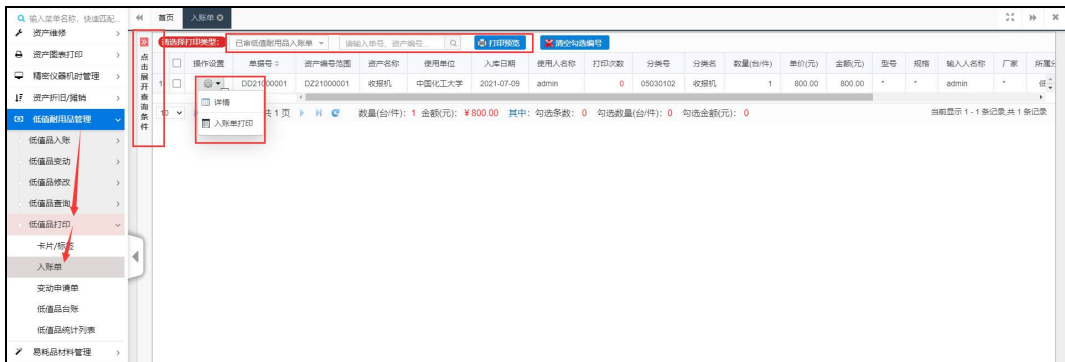 输入菜单名称, 快速匹配...
首页
入账单
资产维修
资产图表打印
精密仪器机时管理
资产折旧/摊销
低值耐用品管理
低值品入账
低值品变动
低值品修改
低值品查询
低值品打印
卡片/标签
入账单
变动申请单
低值品台账
低值品统计列表
易耗品材料管理
点击展开查询条件
请选择打印类型:
已审低值耐用品入账单
请输入单号、资产编号...
打印预览
清空勾选编号
操作设置 单据号 资产编号范围 资产名称 使用单位 入库日期 使用人名称 打印次数 分类号 分类名 数量(台/件) 单价(元) 金额(元) 型号 规格 输入人名称 厂家 所属分
1 DD21000001 DZ21000001 收报机 中国化工大学 2021-07-09 admin 0 05030102 收报机 1 800.00 800.00 * * admin *
详情
入账单打印
10 共1页 数量(台/件): 1 金额(元): ¥800.00 其中: 勾选条数: 0 勾选数量(台/件): 0 勾选金额(元): 0
当前显示 1 - 1 条记录 共 1 条记录